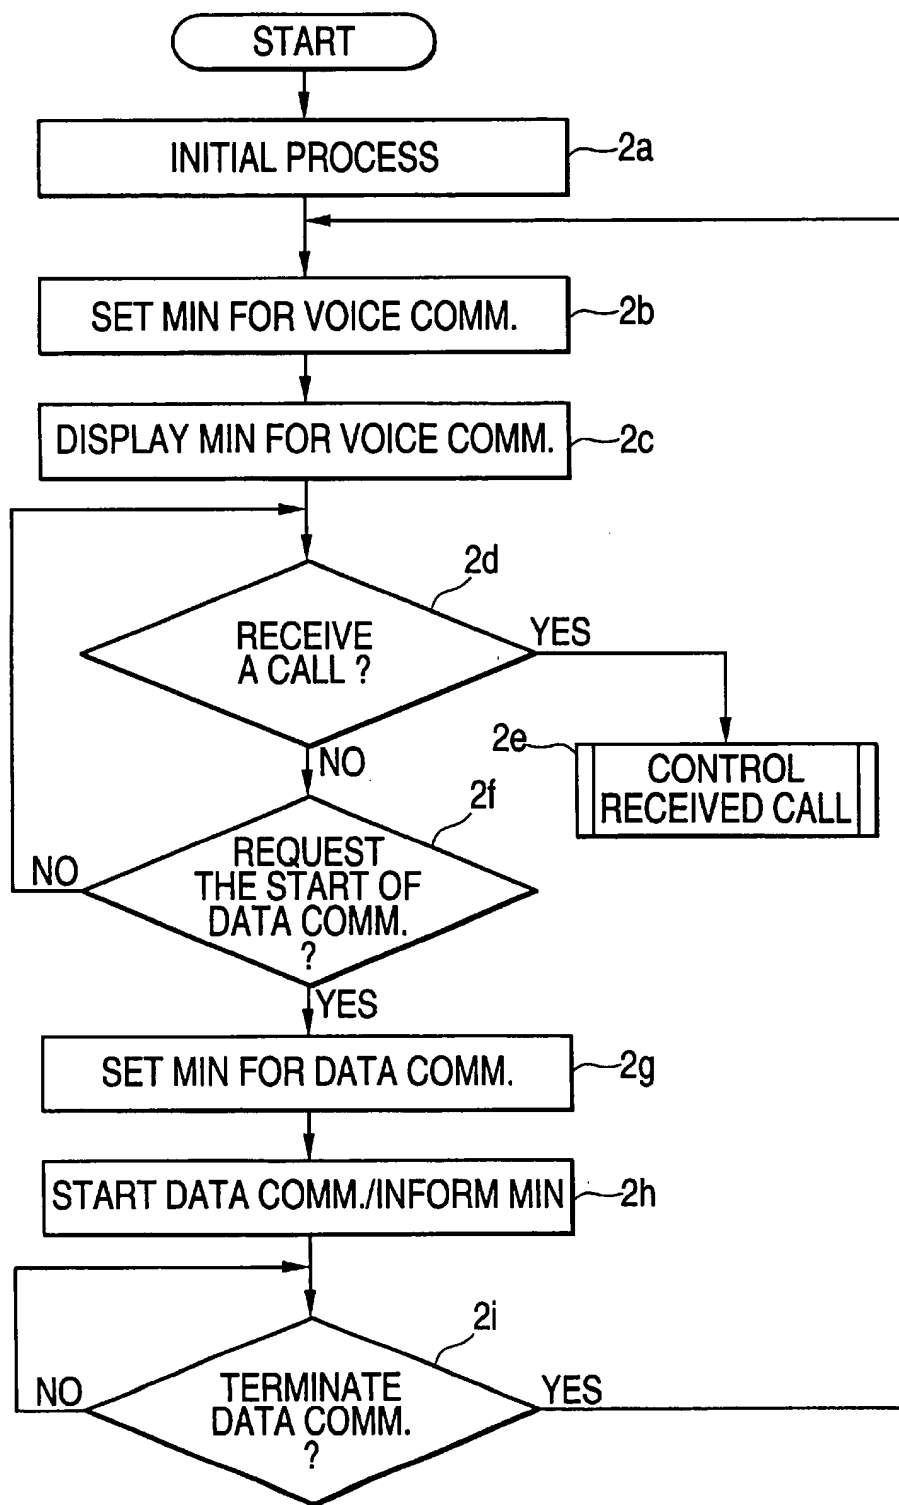 START
INITIAL PROCESS
2a
SET MIN FOR VOICE COMM.
2b
DISPLAY MIN FOR VOICE COMM.
2c
2d
RECEIVE
A CALL ?
YES
NO
2e
CONTROL
RECEIVED CALL
2f
REQUEST
THE START OF
DATA COMM.
?
NO
YES
SET MIN FOR DATA COMM.
2g
START DATA COMM./INFORM MIN
2h
2i
TERMINATE
DATA COMM.
?
NO
YES